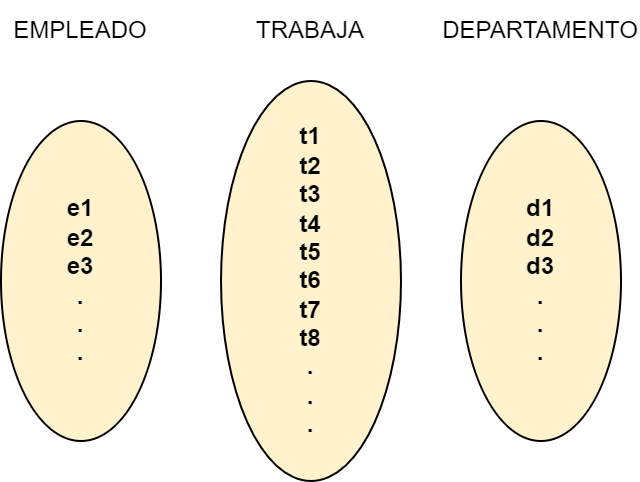 EMPLEADO
TRABAJA
DEPARTAMENTO
e1
e2
e3
.
.
.
t1
t2
t3
t4
t5
t6
t7
t8
.
.
.
d1
d2
d3
.
.
.